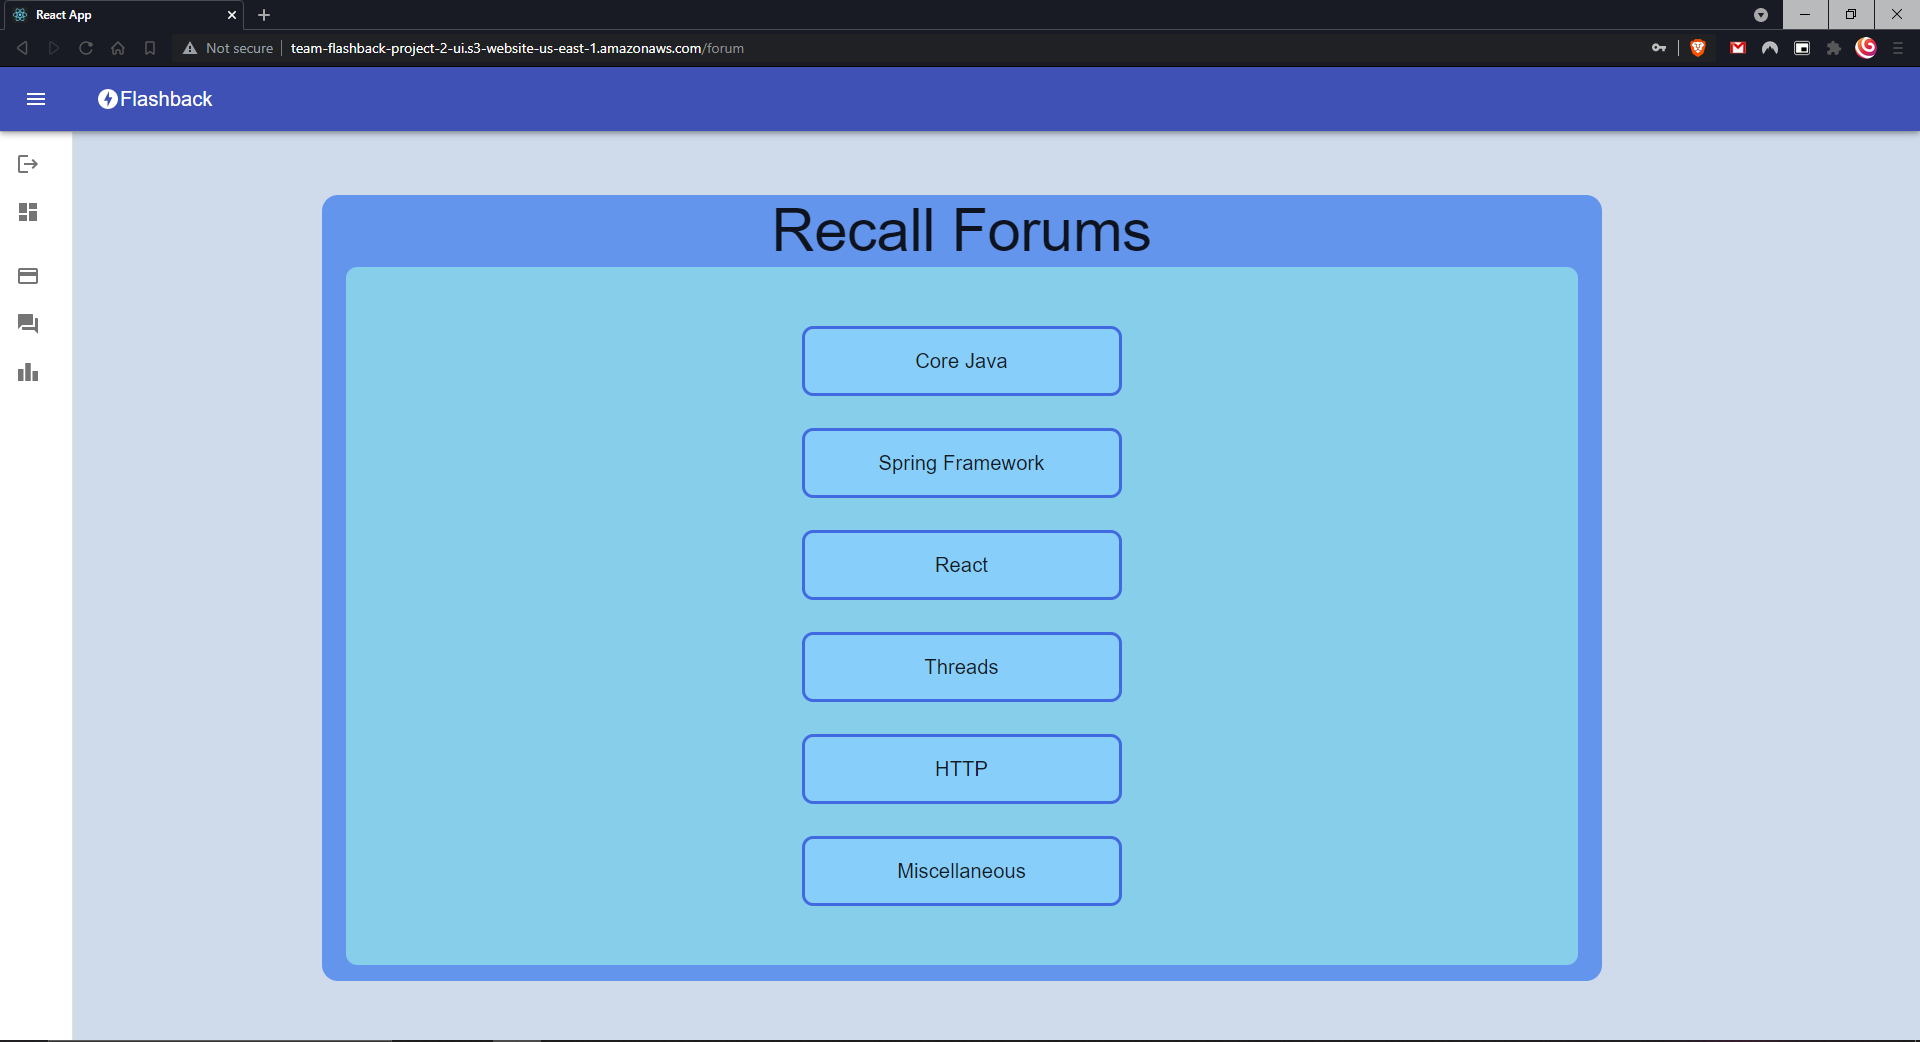 React App
Not secure
team-flashback-project-2-ui.s3-website-us-east-1.amazonaws.com/forum
Flashback
Recall Forums
Core Java
Spring Framework
React
Threads
HTTP
Miscellaneous